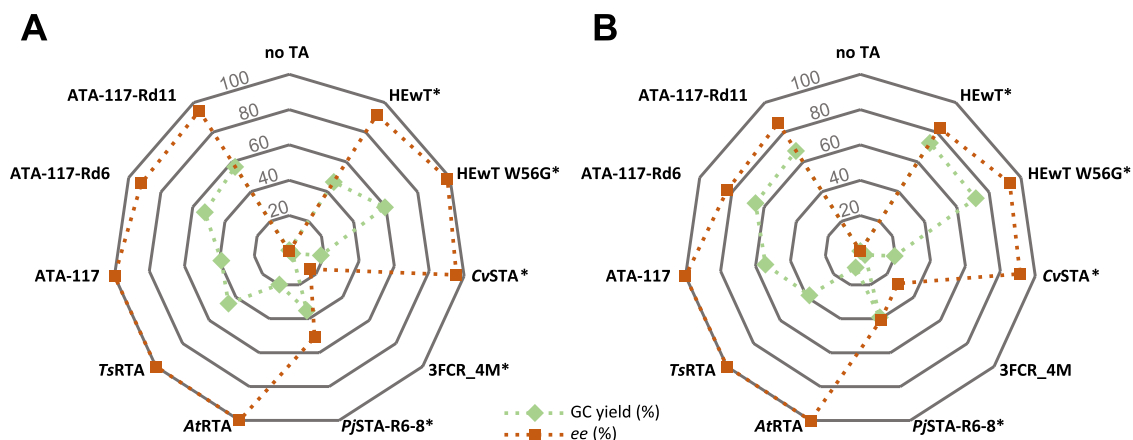 A
no TA
HEwT*
HEwT W56G*
CvSTA*
3FCR_4M*
PjSTA-R6-8*
AtRTA
TsRTA
ATA-117
ATA-117-Rd6
ATA-117-Rd11
100
80
60
40
20
B
no TA
HEwT*
HEwT W56G*
CvSTA*
3FCR_4M
PjSTA-R6-8*
AtRTA
TsRTA
ATA-117
ATA-117-Rd6
ATA-117-Rd11
100
80
60
40
20
GC yield (%)
ee (%)